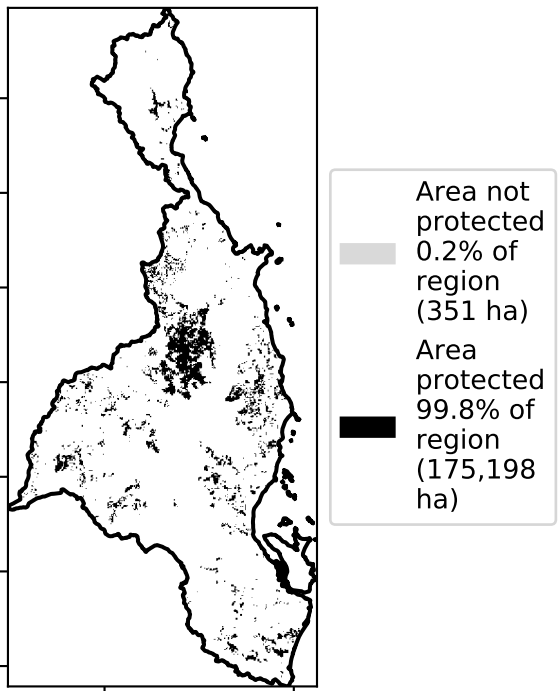 Area not
protected
0.2% of
region
(351 ha)
Area
protected
99.8% of
region
(175,198
ha)